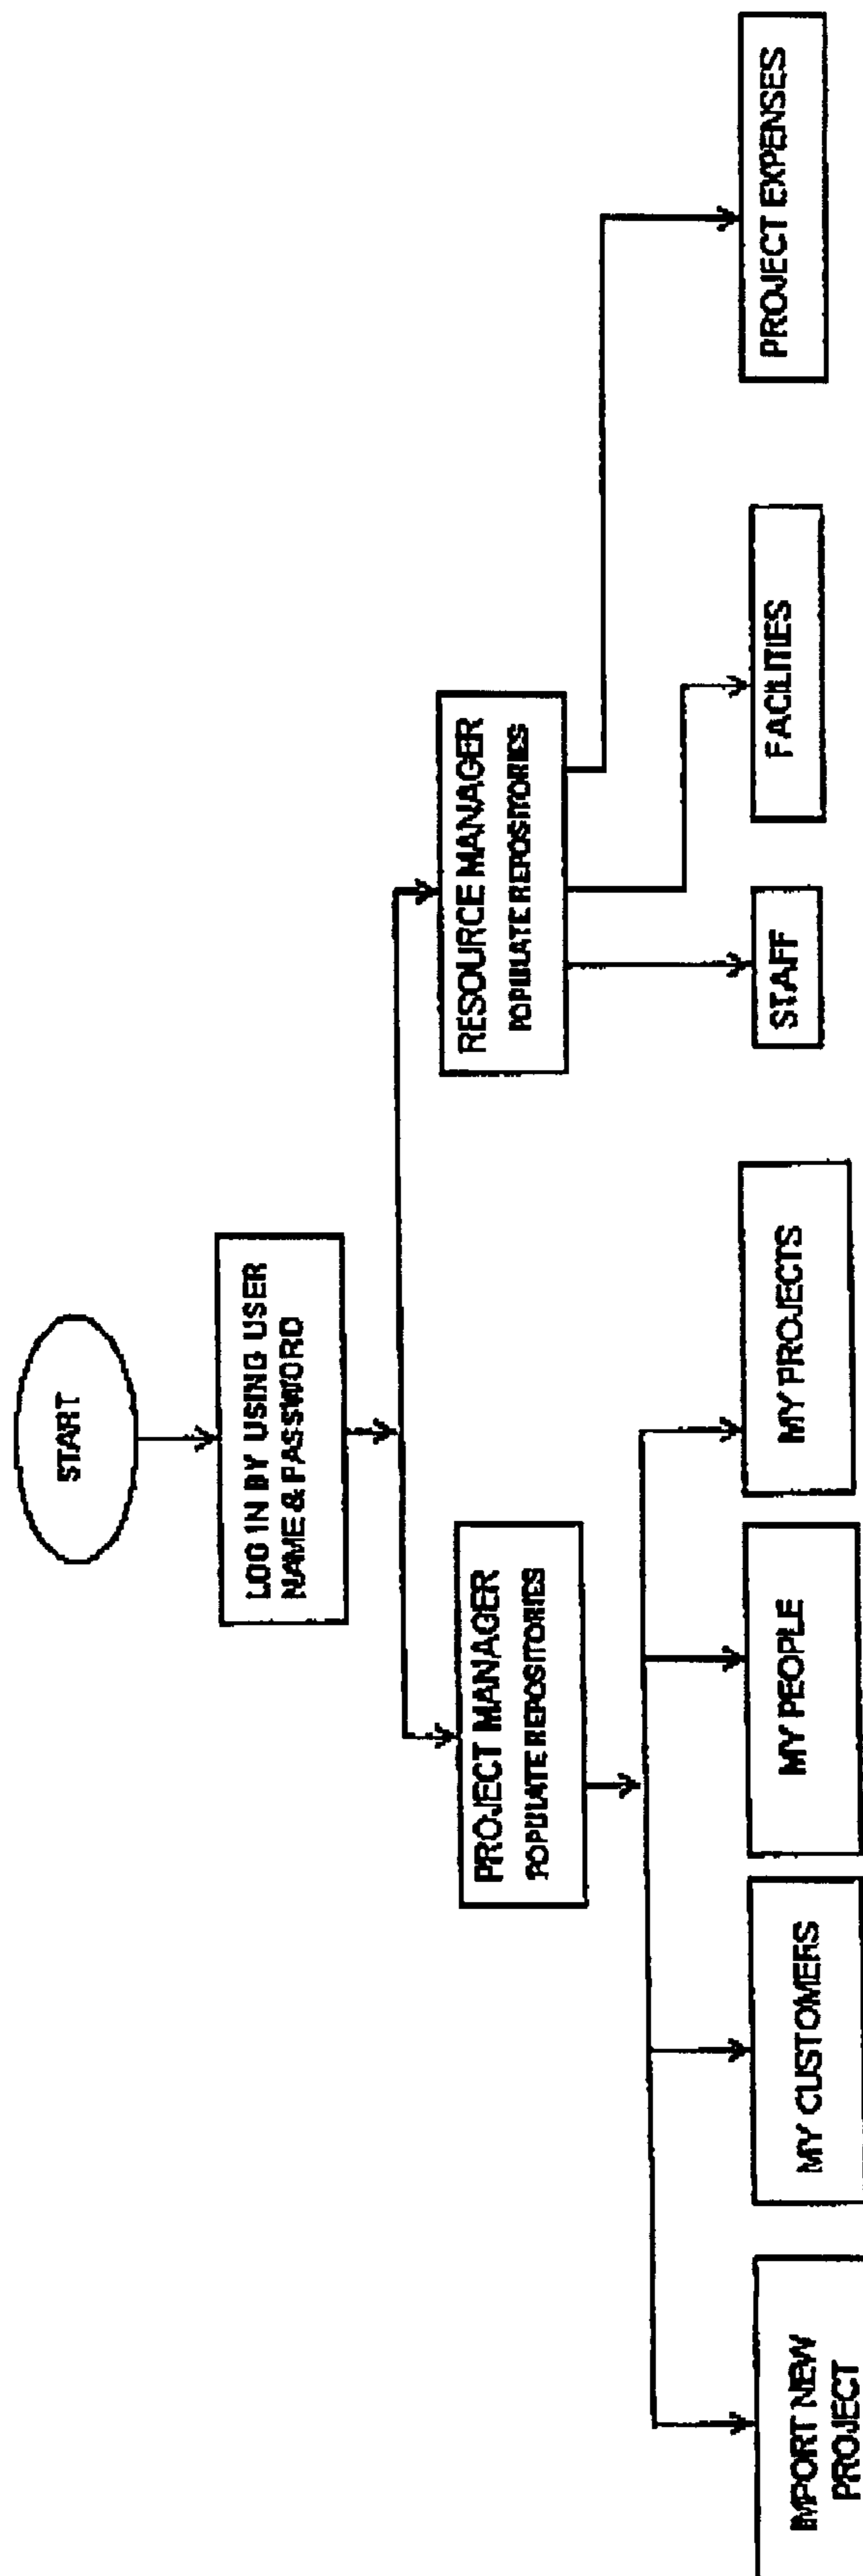 START
LOG IN BY USING USER
NAME & PASSWORD
PROJECT MANAGER
POPULATE REPOSITORIES
RESOURCE MANAGER
POPULATE REPOSITORIES
IMPORT NEW
PROJECT
MY CUSTOMERS
MY PEOPLE
MY PROJECTS
STAFF
FACILITIES
PROJECT EXPENSES